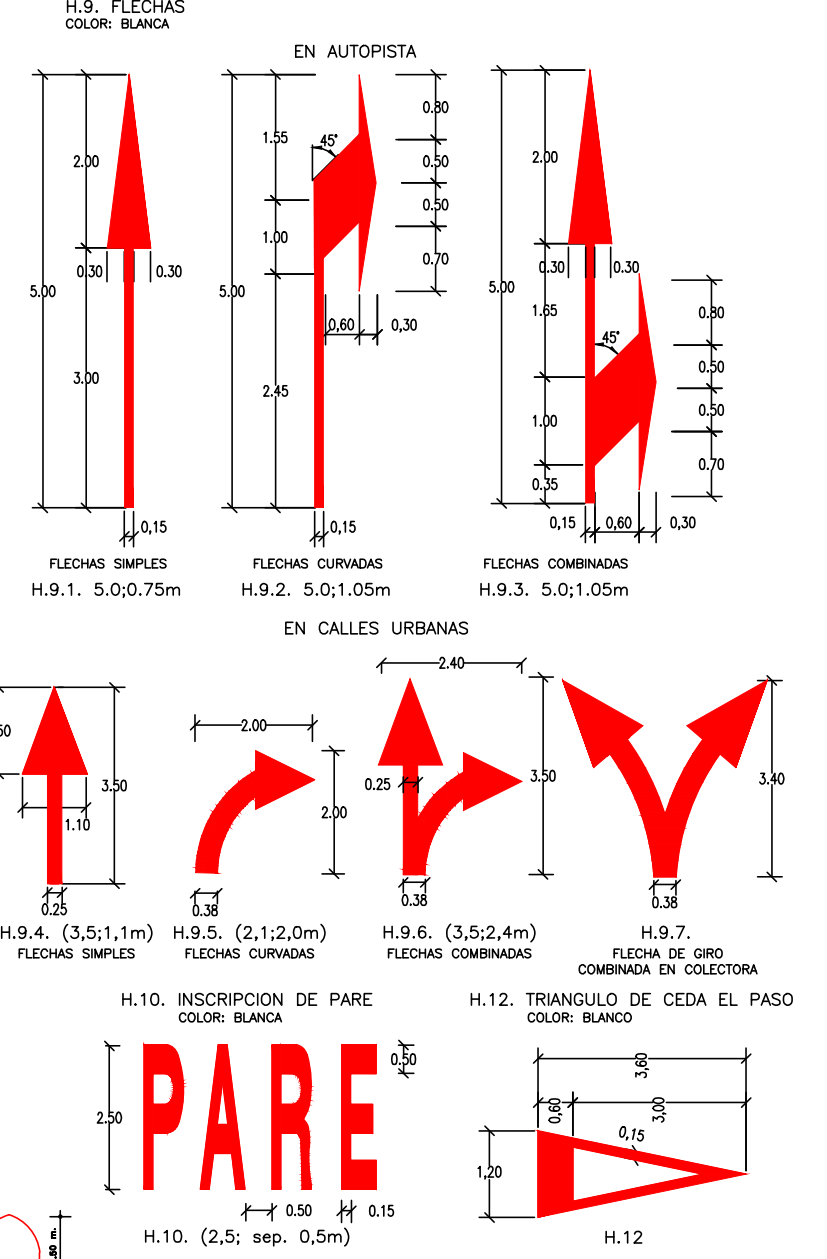 H.9. FLECHAS
COLOR: BLANCA
EN AUTOPISTA
2.00
0.30
0.30
5.00
3.00
0,15
FLECHAS SIMPLES
H.9.1. 5.0;0.75m
1.55
45°
0.80
0.50
0.50
0.70
1.00
5.00
0,60
0,30
2.45
0,15
FLECHAS CURVADAS
H.9.2. 5.0;1.05m
2.00
0.30
0.30
5.00
1.65
45°
0.80
0.50
0.50
0.70
1.00
0.35
0,15
0,60
0,30
FLECHAS COMBINADAS
H.9.3. 5.0;1.05m
EN CALLES URBANAS
50
3.50
1.10
0.25
H.9.4. (3,5;1,1m)
FLECHAS SIMPLES
2.00
2.00
0.38
H.9.5. (2,1;2,0m)
FLECHAS CURVADAS
2.40
0.25
3.50
0.38
H.9.6. (3,5;2,4m)
FLECHAS COMBINADAS
3.40
0.38
H.9.7.
FLECHA DE GIRO
COMBINADA EN COLECTORA
H.10. INSCRIPCION DE PARE
COLOR: BLANCA
PARE
2.50
0.50
0.50
0.15
H.10. (2,5; sep. 0,5m)
H.12. TRIANGULO DE CEDA EL PASO
COLOR: BLANCO
3,60
0,60
3,00
0,15
1,20
H.12
.60 m.